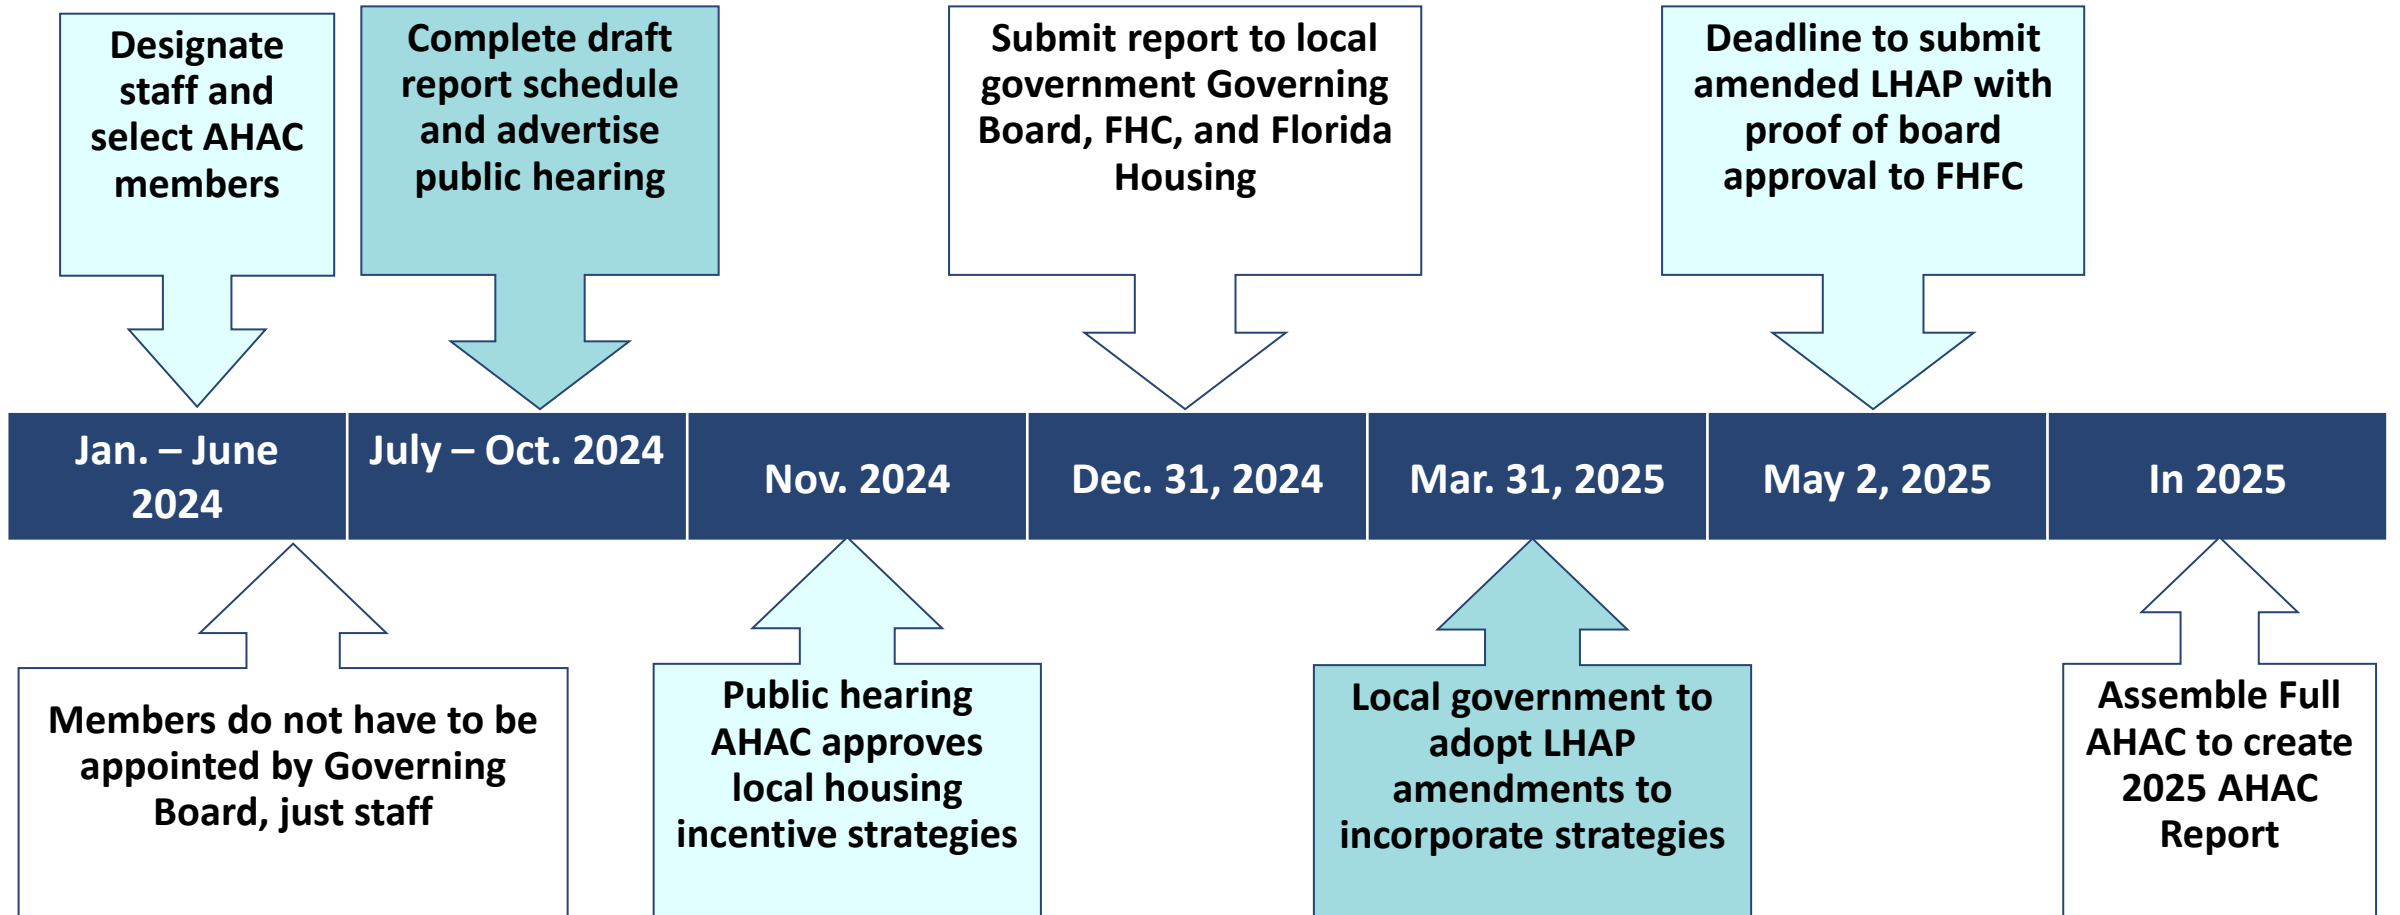 Designate
staff and
select AHAC
members
Complete draft
report schedule
and advertise
public hearing
Submit report to local
government Governing
Board, FHC, and Florida
Housing
Deadline to submit
amended LHAP with
proof of board
approval to FHFC
Jan. – June
2024
July – Oct. 2024
Nov. 2024
Dec. 31, 2024
Mar. 31, 2025
May 2, 2025
In 2025
Members do not have to be
appointed by Governing
Board, just staff
Public hearing
AHAC approves
local housing
incentive strategies
Local government to
adopt LHAP
amendments to
incorporate strategies
Assemble Full
AHAC to create
2025 AHAC
Report